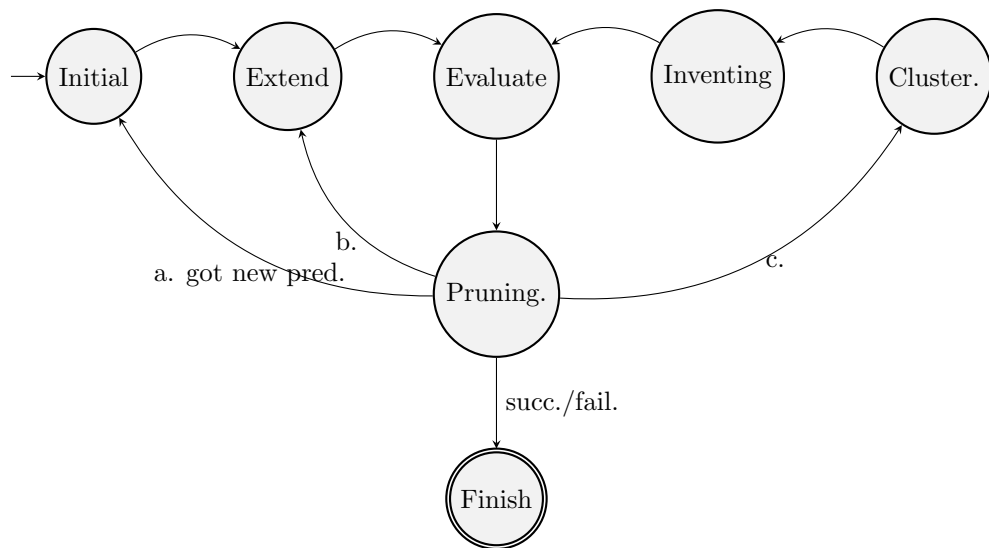 Initial
Extend
Evaluate
Inventing
Cluster.
b.
a. got new pred.
c.
Pruning.
succ./fail.
Finish